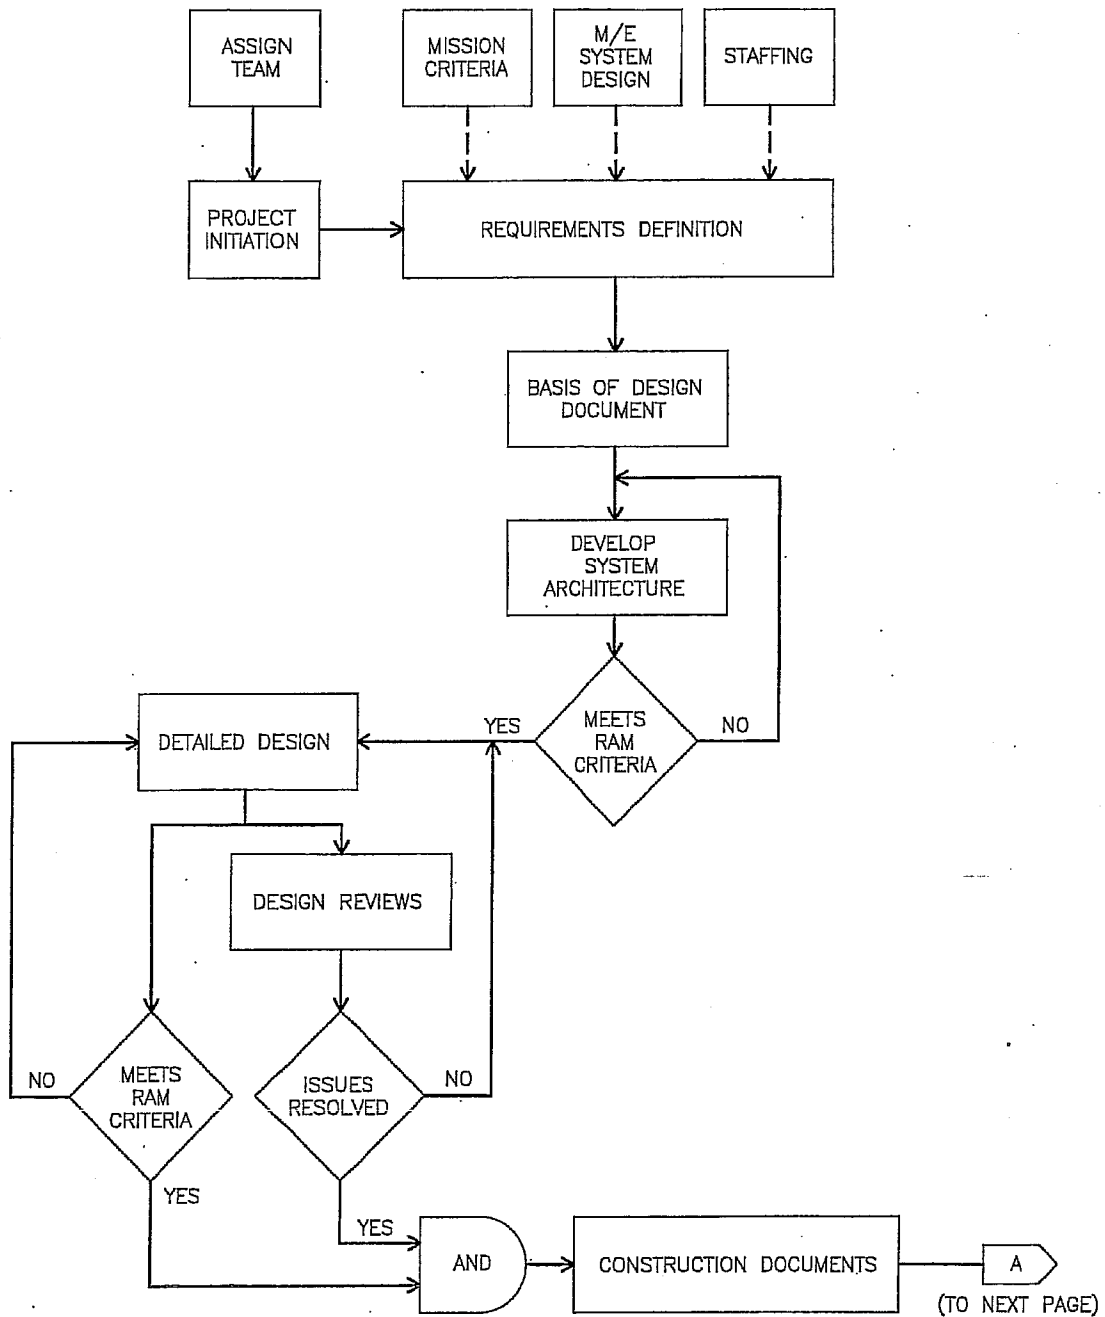 ASSIGN
TEAM
MISSION
CRITERIA
M/E
SYSTEM
DESIGN
STAFFING
PROJECT
INITIATION
REQUIREMENTS DEFINITION
BASIS OF DESIGN
DOCUMENT
DEVELOP
SYSTEM
ARCHITECTURE
MEETS
RAM
CRITERIA
NO
YES
DETAILED DESIGN
DESIGN REVIEWS
MEETS
RAM
CRITERIA
NO
YES
ISSUES
RESOLVED
NO
YES
AND
CONSTRUCTION DOCUMENTS
A
(TO NEXT PAGE)